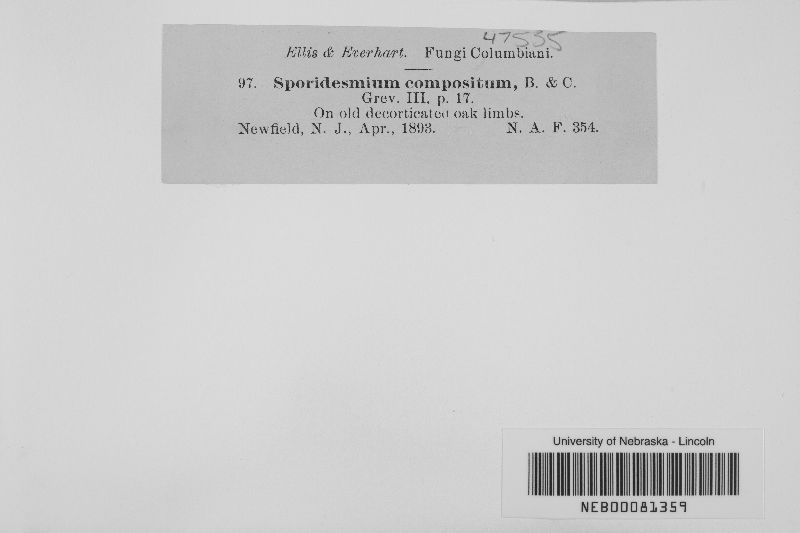 47535
Ellis & Everhart. Fungi Columbiani.
97. Sporidesmium compositum, B. & C.
Grev. III, p. 17.
On old decorticated oak limbs.
Newfield, N. J., Apr., 1893. N. A. F. 354.
University of Nebraska - Lincoln
NEB00081359